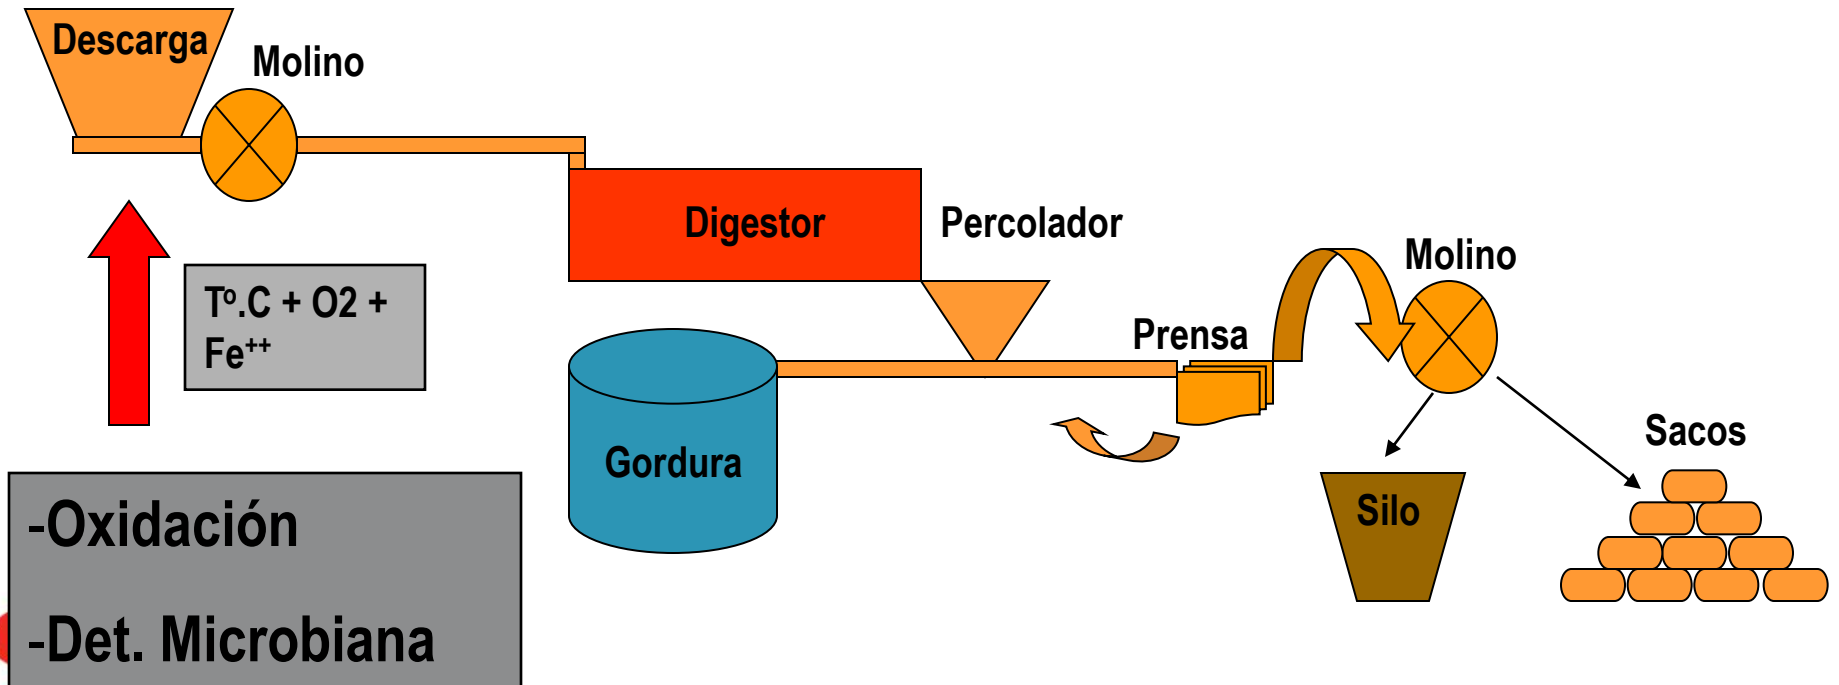 Descarga
Molino
Digestor
Percolador
Tº.C + O2 +
Fe⁺⁺
Molino
Prensa
Gordura
Sacos
Silo
-Oxidación
-Det. Microbiana